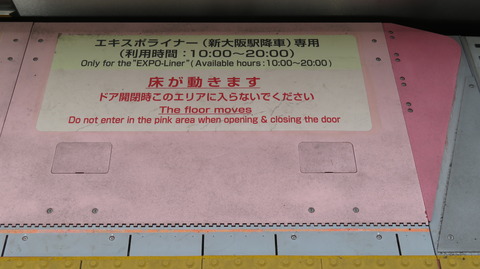 エキスポライナー(新大阪駅降車)専用
(利用時間:10:00~20:00)
Only for the "EXPO-Liner" (Available hours:10:00~20:00)
床が動きます
ドア開閉時このエリアに入らないでください
The floor moves
Do not enter in the pink area when opening & closing the door